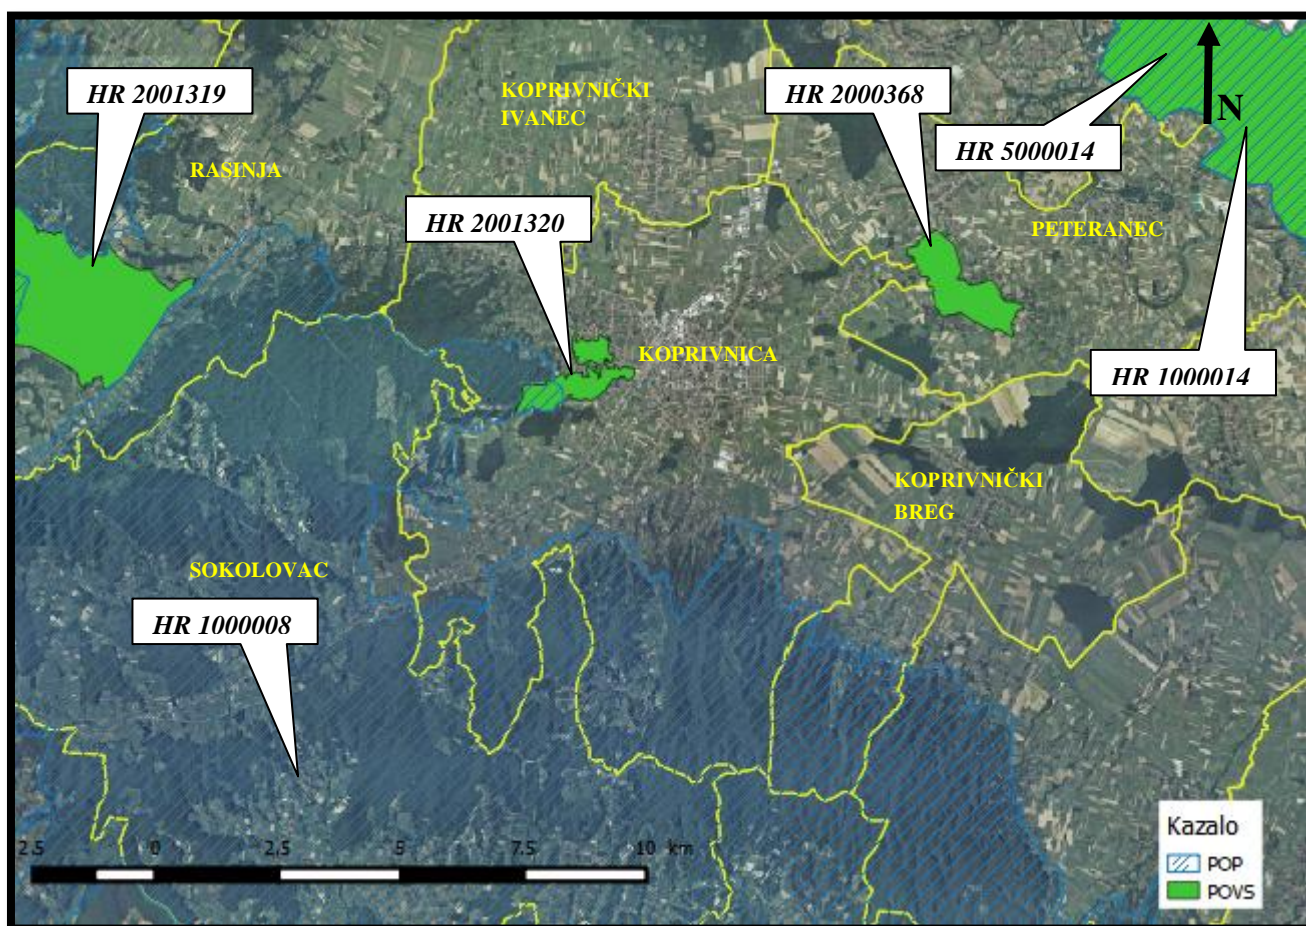 HR 2001319
KOPRIVNIČKI
IVANEC
HR 2000368
N
HR 5000014
RASINJA
HR 2001320
PETERANEC
KOPRIVNICA
HR 1000014
KOPRIVNIČKI
BREG
SOKOLOVAC
HR 1000008
2.5 0 2.5 5 7.5 10 km
Kazalo
POP
POVS